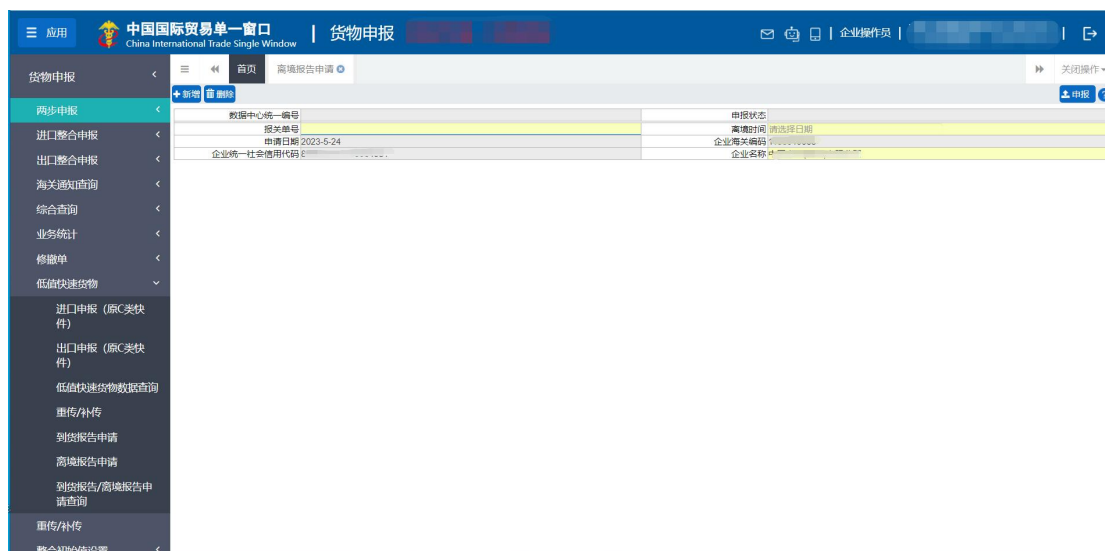 应用
中国国际贸易单一窗口
China International Trade Single Window
货物申报
企业操作员
货物申报
首页 离境报告申请 关闭操作
新增 删除 申报
两步申报
进口整合申报
出口整合申报
海关通知查询
综合查询
业务统计
修撤单
低值快速货物
进口申报（原C类快
件）
出口申报（原C类快
件）
低值快速货物数据查询
重传/补传
到货报告申请
离境报告申请
到货报告/离境报告申
请查询
重传/补传
整合初始值设置
数据中心统一编号 申报状态
报关单号 离境时间 请选择日期
申请日期 2023-5-24 企业海关编码
企业统一社会信用代码 企业名称